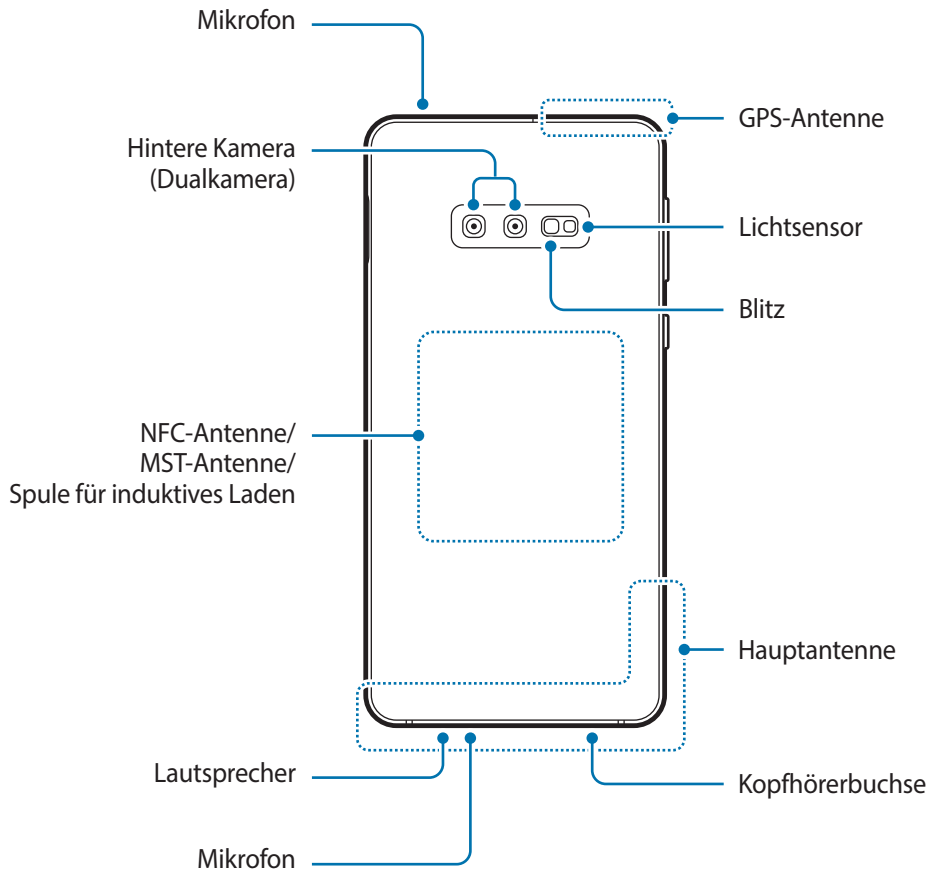 Mikrofon
GPS-Antenne
Hintere Kamera
(Dualkamera)
Lichtsensor
Blitz
NFC-Antenne/
MST-Antenne/
Spule für induktives Laden
Hauptantenne
Lautsprecher
Kopfhörerbuchse
Mikrofon